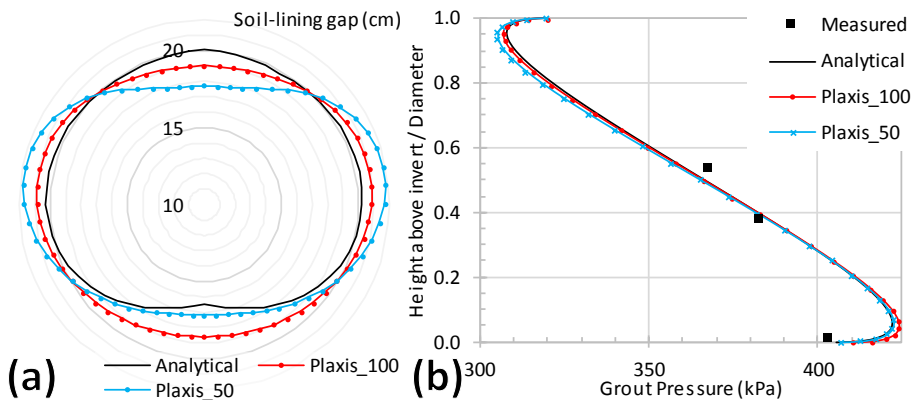 Soil-lining gap (cm)
20
15
10
Analytical
Plaxis_100
Plaxis_50
(a)
(b)
Height above invert / Diameter
1.0
0.8
0.6
0.4
0.2
0.0
300
350
400
Grout Pressure (kPa)
Measured
Analytical
Plaxis_100
Plaxis_50